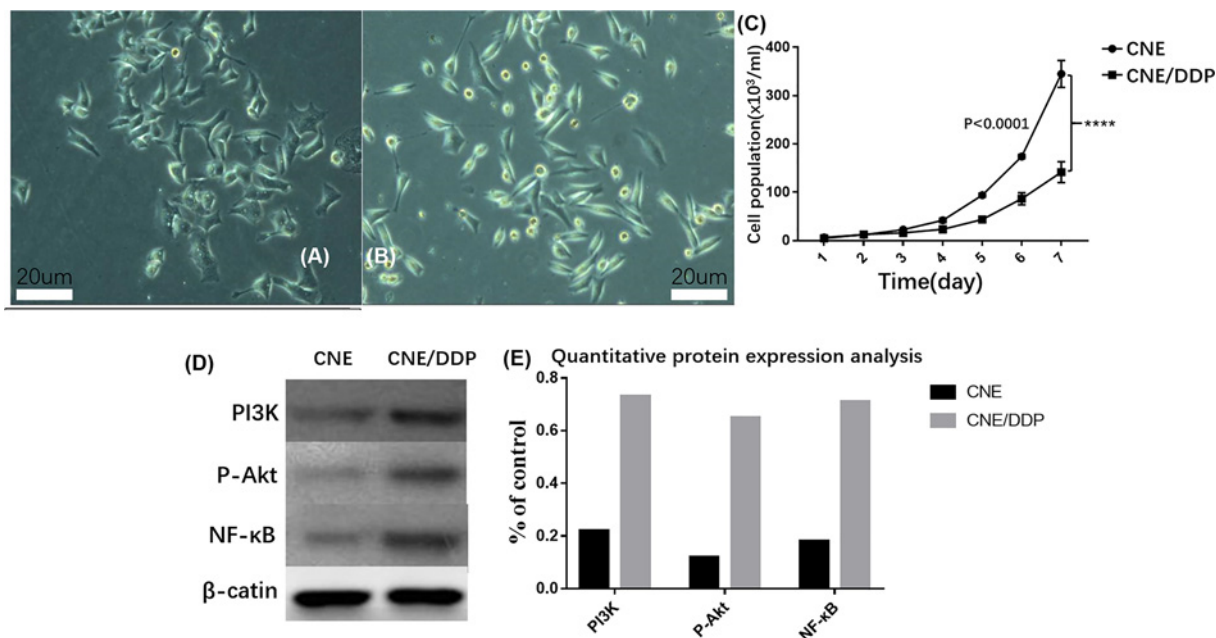 (A)
20um
(B)
20um
(C)
CNE
CNE/DDP
P<0.0001
****
400
300
200
100
0
Cell population(x10³/ml)
1 2 3 4 5 6 7
Time(day)
(D)
CNE CNE/DDP
PI3K
P-Akt
NF-κB
β-catin
(E) Quantitative protein expression analysis
CNE
CNE/DDP
0.8
0.6
0.4
0.2
0.0
% of control
PI3K P-Akt NF-κB